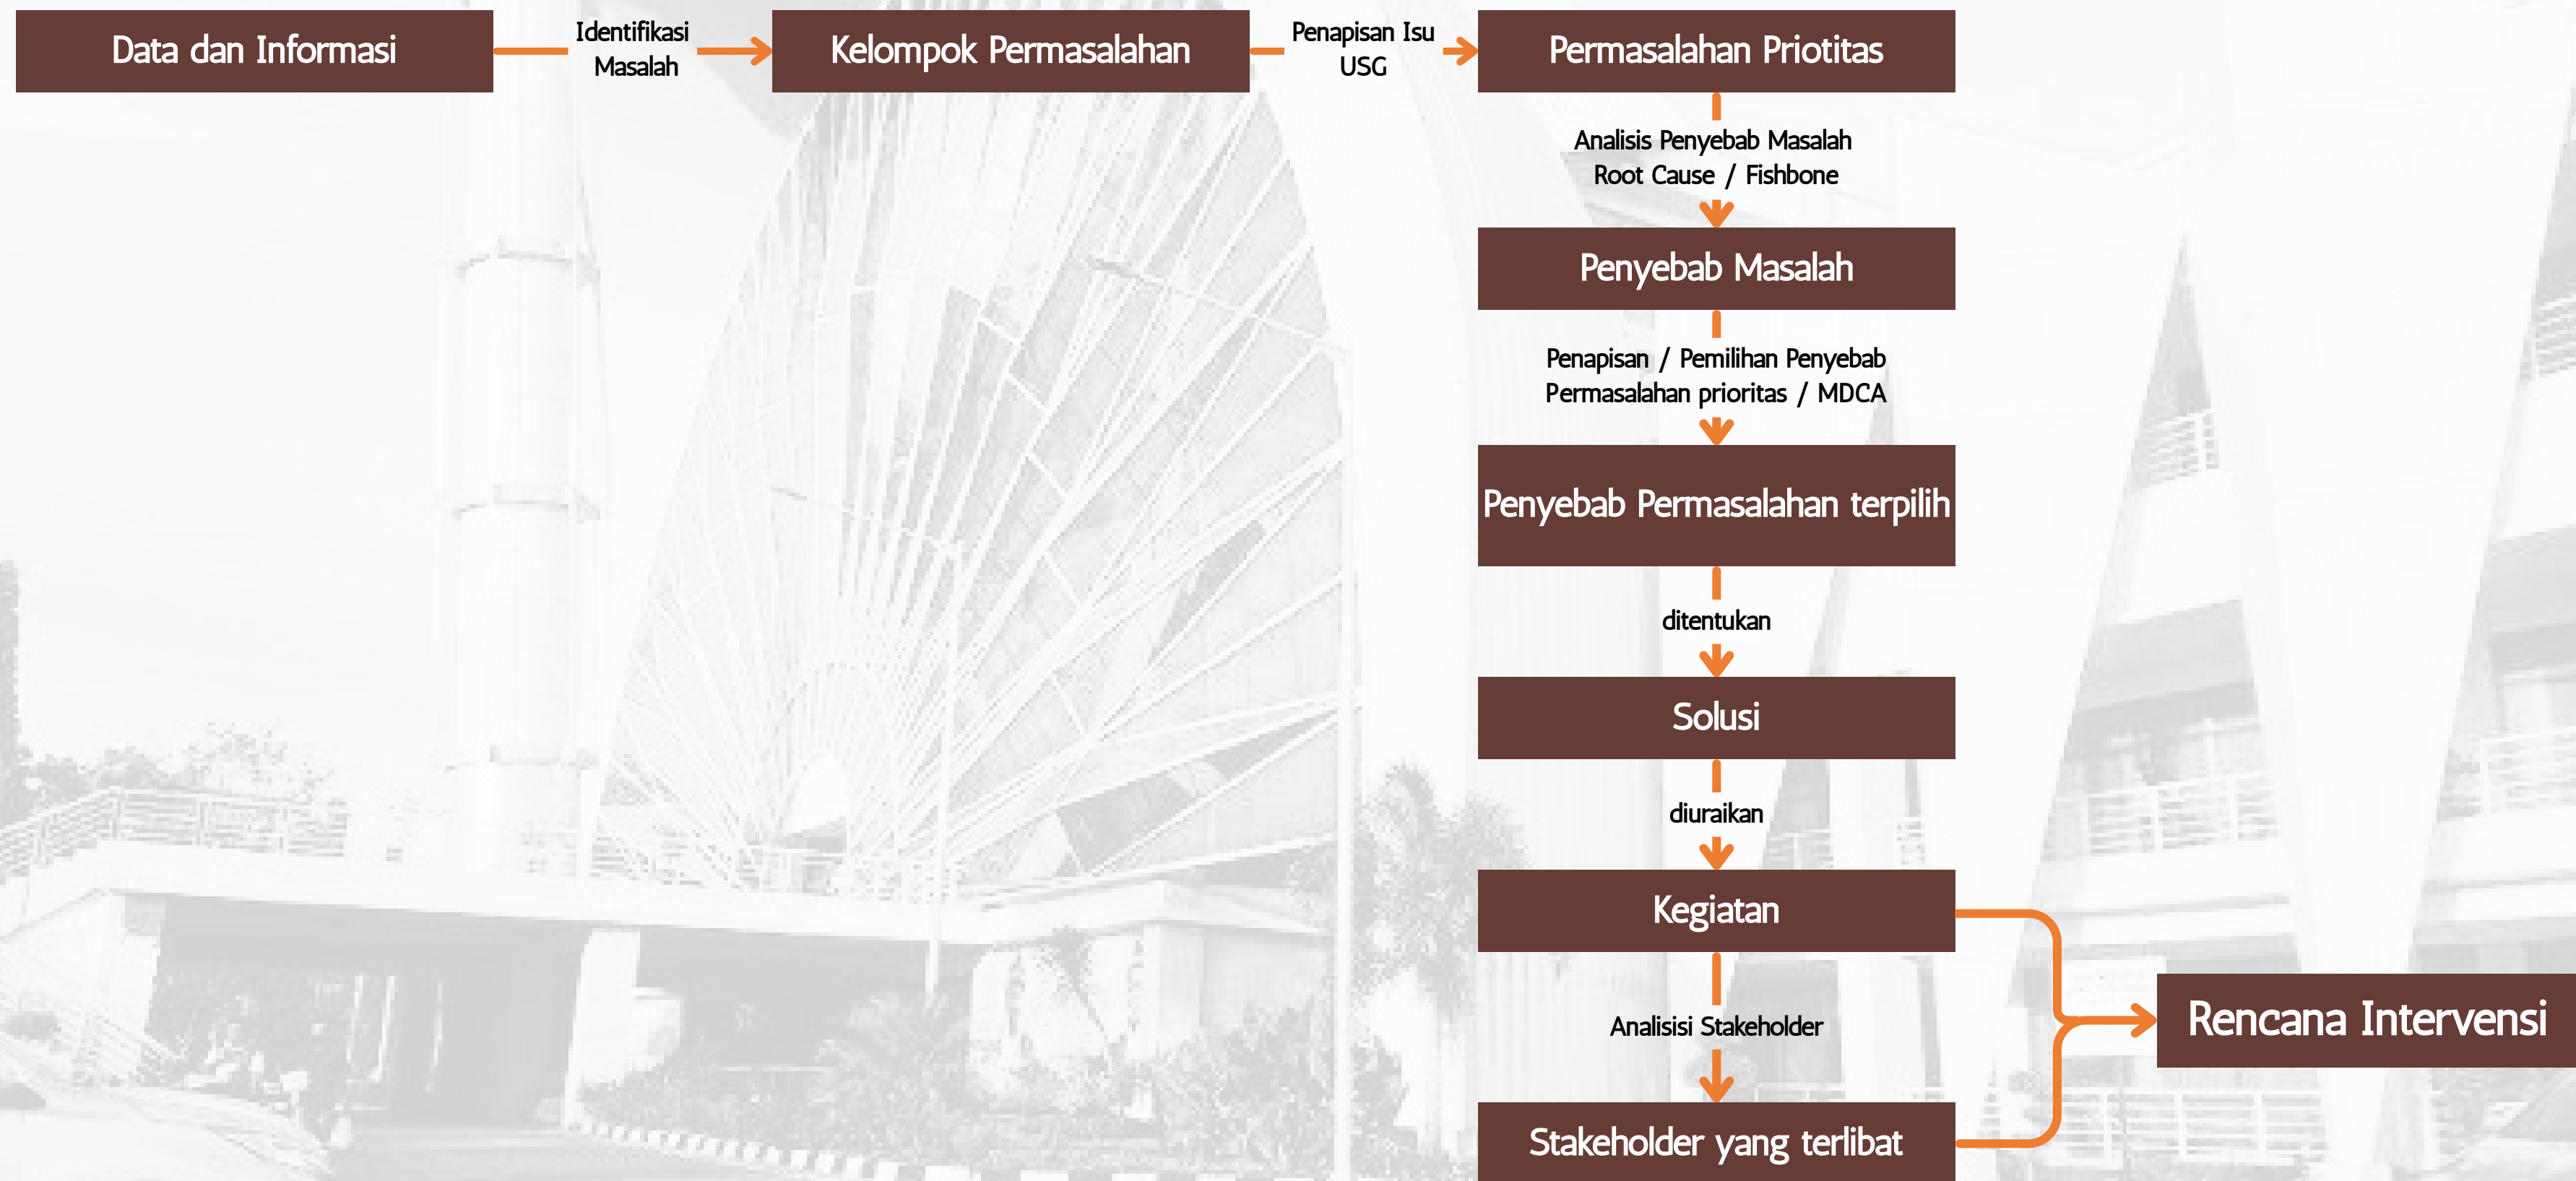 Data dan Informasi
Identifikasi
Masalah
Kelompok Permasalahan
Penapisan Isu
USG
Permasalahan Priotitas
Analisis Penyebab Masalah
Root Cause / Fishbone
Penyebab Masalah
Penapisan / Pemilihan Penyebab
Permasalahan prioritas / MDCA
Penyebab Permasalahan terpilih
ditentukan
Solusi
diuraikan
Kegiatan
Analisisi Stakeholder
Stakeholder yang terlibat
Rencana Intervensi